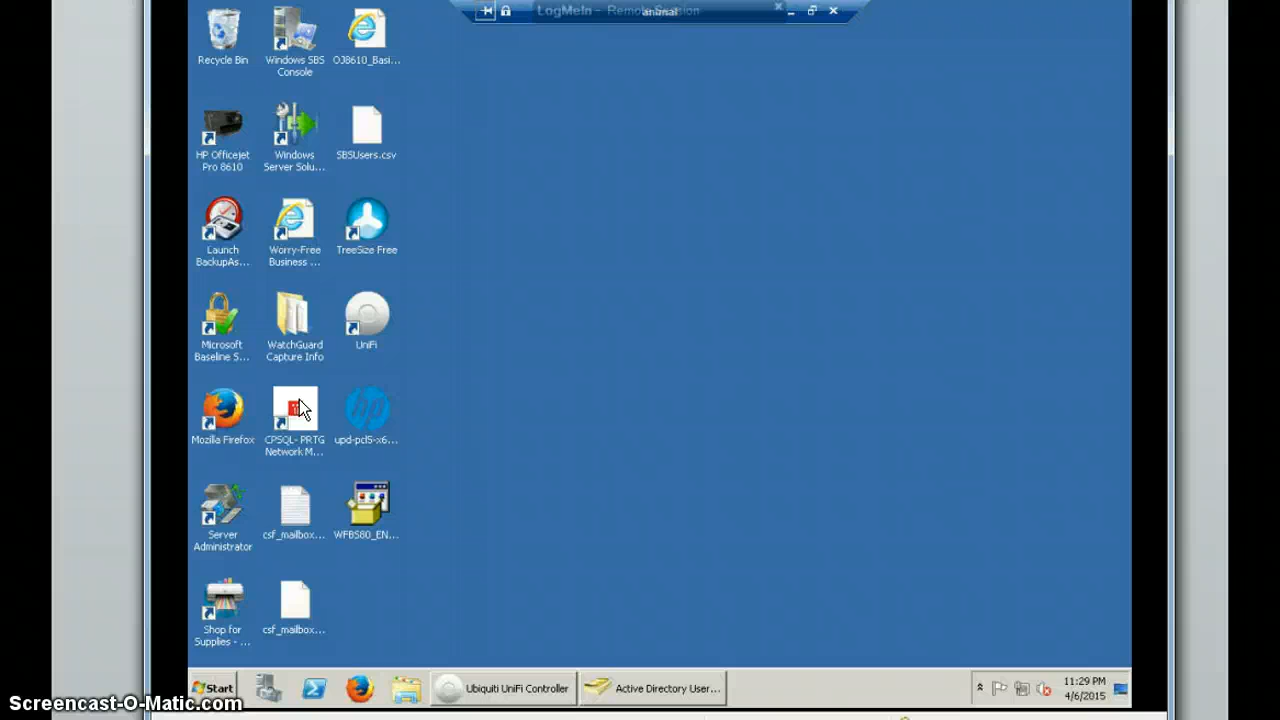 LogMeIn - Remote Session
animal
Recycle Bin
Windows SBS
Console
OJ8610_Basi...
HP Officejet
Pro 8610
Windows
Server Solu...
SBSUsers.csv
Launch
BackupAs...
Worry-Free
Business ...
TreeSize Free
Microsoft
Baseline S...
WatchGuard
Capture Info
UniFi
Mozilla Firefox
CPSQL- PRTG
Network M...
upd-pcl5-x6...
Server
Administrator
csf_mailbox...
WFBS80_EN...
Shop for
Supplies - ...
csf_mailbox...
Start
Ubiquiti UniFi Controller
Active Directory User...
11:29 PM
4/6/2015
Screencast-O-Matic.com